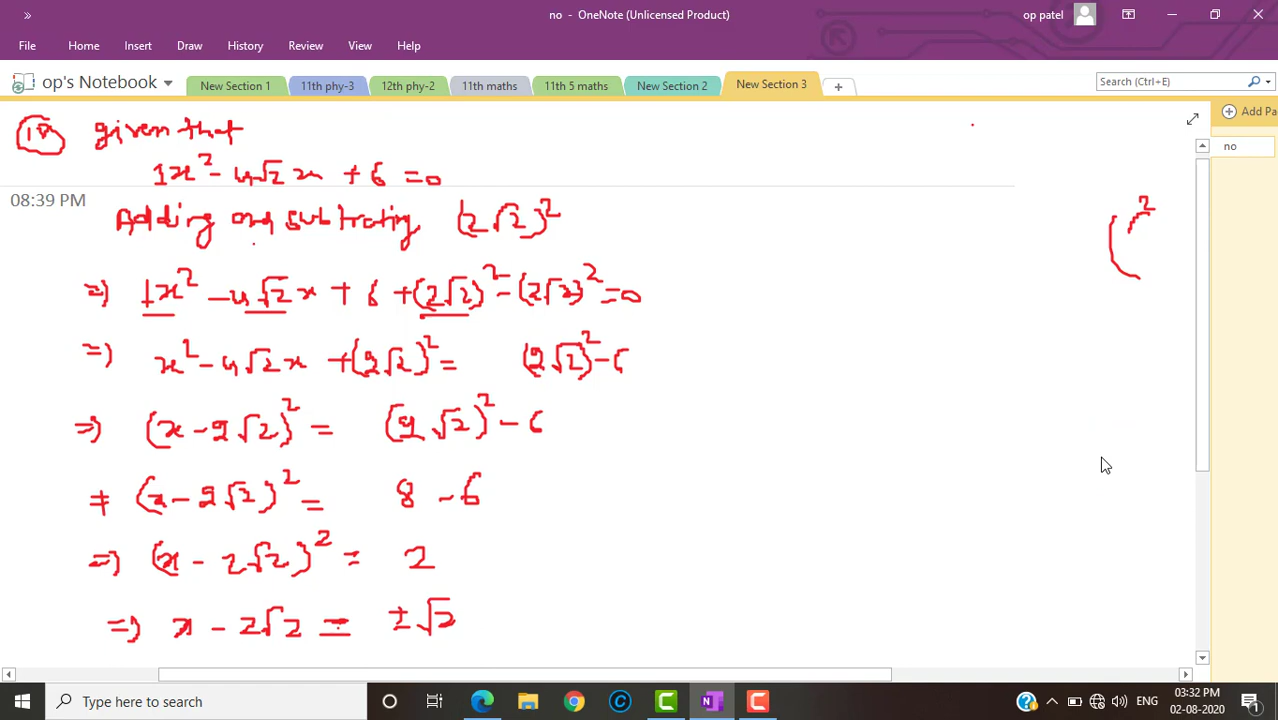 no - OneNote (Unlicensed Product)
op patel
File Home Insert Draw History Review View Help
op's Notebook
New Section 1 11th phy-3 12th phy-2 11th maths 11th 5 maths New Section 2 New Section 3
Search (Ctrl+E)
Add Pa
no
given that
1x² - 4√2 x + 6 = 0
08:39 PM
Adding and subtrating (2√2)²
(²
⇒ 1x² - 4√2 x + 6 + (2√2)² - (2√2)² = 0
⇒ x² - 4√2 x + (2√2)² = (2√2)² - 6
⇒ (x - 2√2)² = (2√2)² - 6
⇒ (x - 2√2)² = 8 - 6
⇒ (x - 2√2)² = 2
⇒ x - 2√2 = ±√2
Type here to search
ENG
03:32 PM
02-08-2020